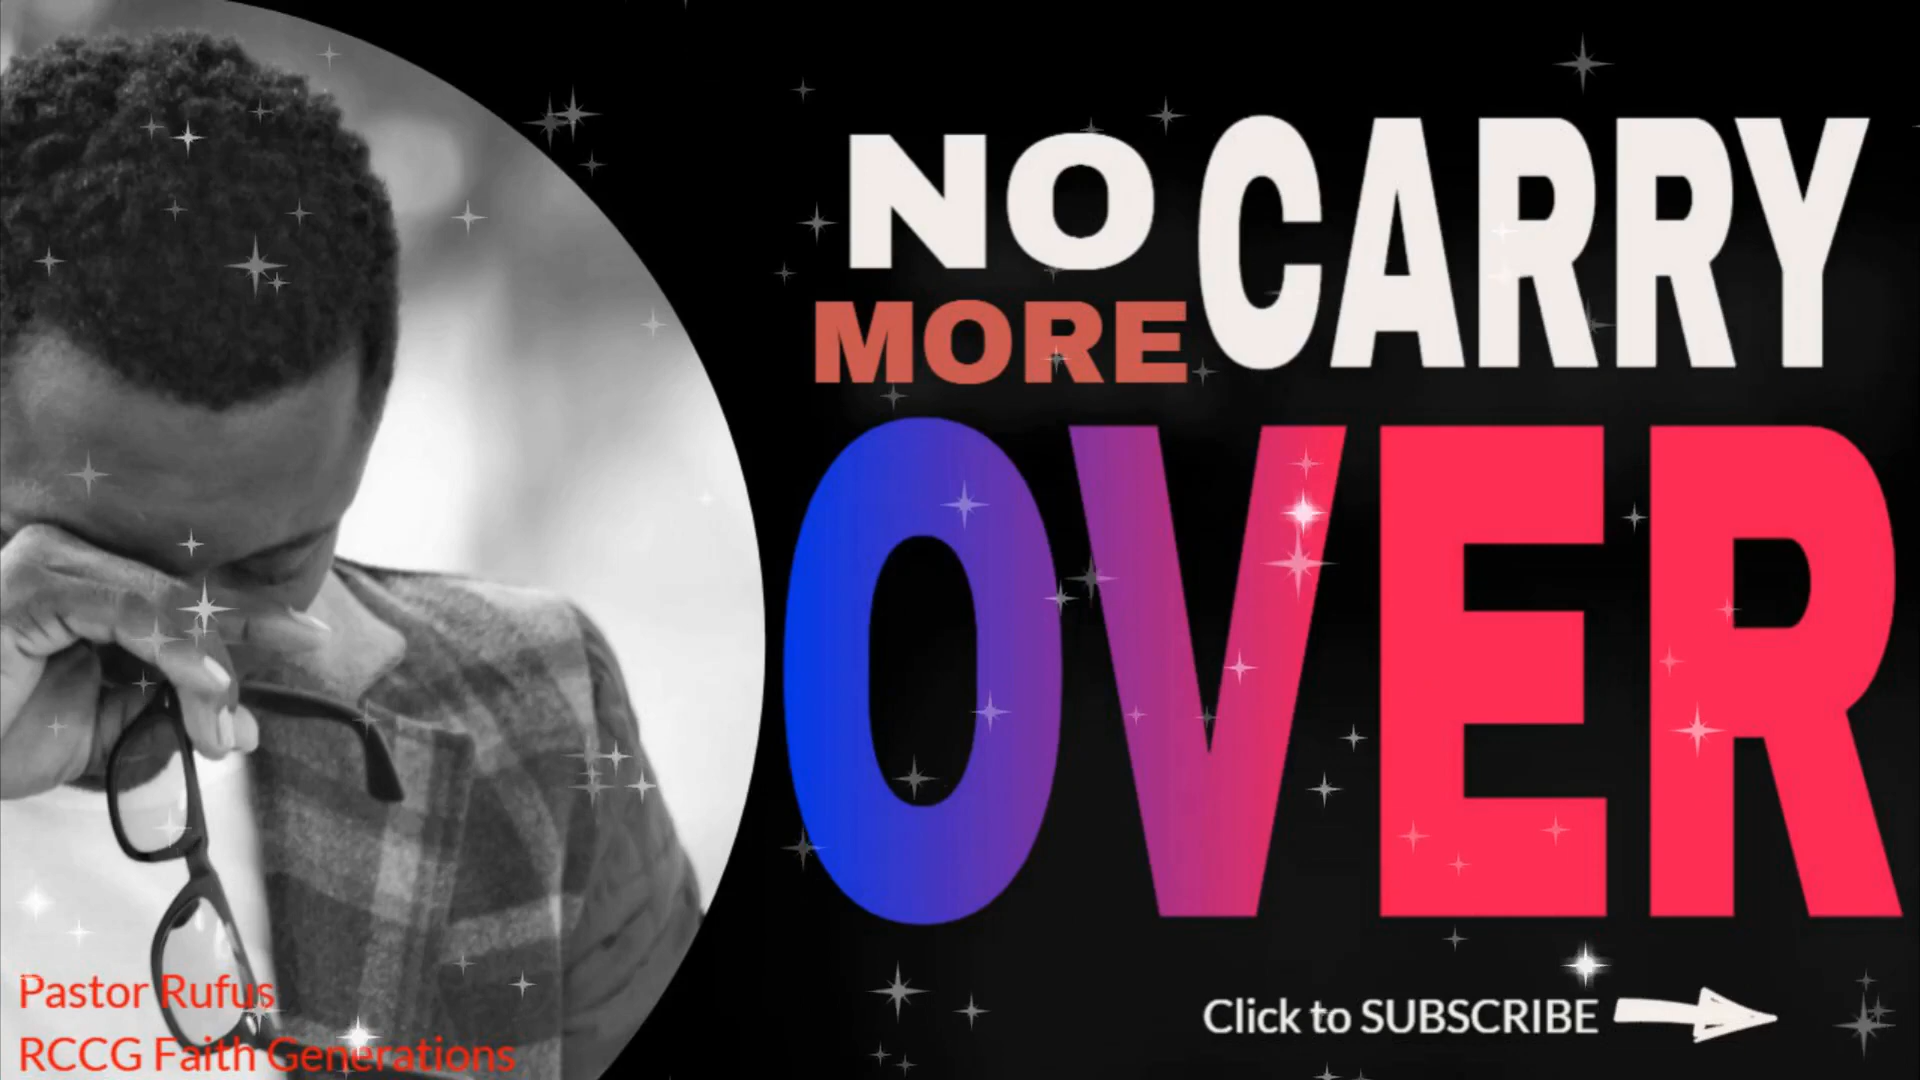 NO CARRY
MORE
OVER
Pastor Rufus
RCCG Faith Generations
Click to SUBSCRIBE